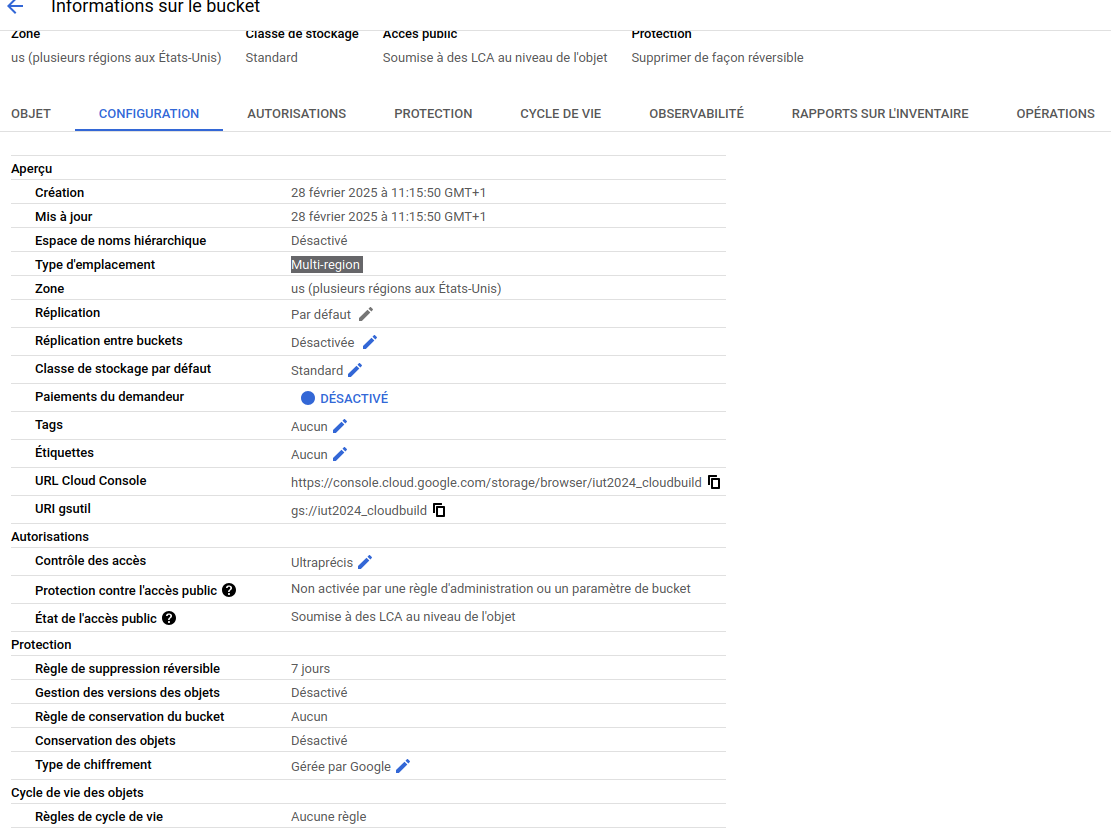 Informations sur le bucket
Zone Classe de stockage Accès public Protection
us (plusieurs régions aux États-Unis) Standard Soumise à des LCA au niveau de l'objet Supprimer de façon réversible
OBJET CONFIGURATION AUTORISATIONS PROTECTION CYCLE DE VIE OBSERVABILITÉ RAPPORTS SUR L'INVENTAIRE OPÉRATIONS
Aperçu
Création 28 février 2025 à 11:15:50 GMT+1
Mis à jour 28 février 2025 à 11:15:50 GMT+1
Espace de noms hiérarchique Désactivé
Type d'emplacement Multi-region
Zone us (plusieurs régions aux États-Unis)
Réplication Par défaut
Réplication entre buckets Désactivée
Classe de stockage par défaut Standard
Paiements du demandeur DÉSACTIVÉ
Tags Aucun
Étiquettes Aucun
URL Cloud Console https://console.cloud.google.com/storage/browser/iut2024_cloudbuild
URI gsutil gs://iut2024_cloudbuild
Autorisations
Contrôle des accès Ultraprécis
Protection contre l'accès public ? Non activée par une règle d'administration ou un paramètre de bucket
État de l'accès public ? Soumise à des LCA au niveau de l'objet
Protection
Règle de suppression réversible 7 jours
Gestion des versions des objets Désactivé
Règle de conservation du bucket Aucun
Conservation des objets Désactivé
Type de chiffrement Gérée par Google
Cycle de vie des objets
Règles de cycle de vie Aucune règle